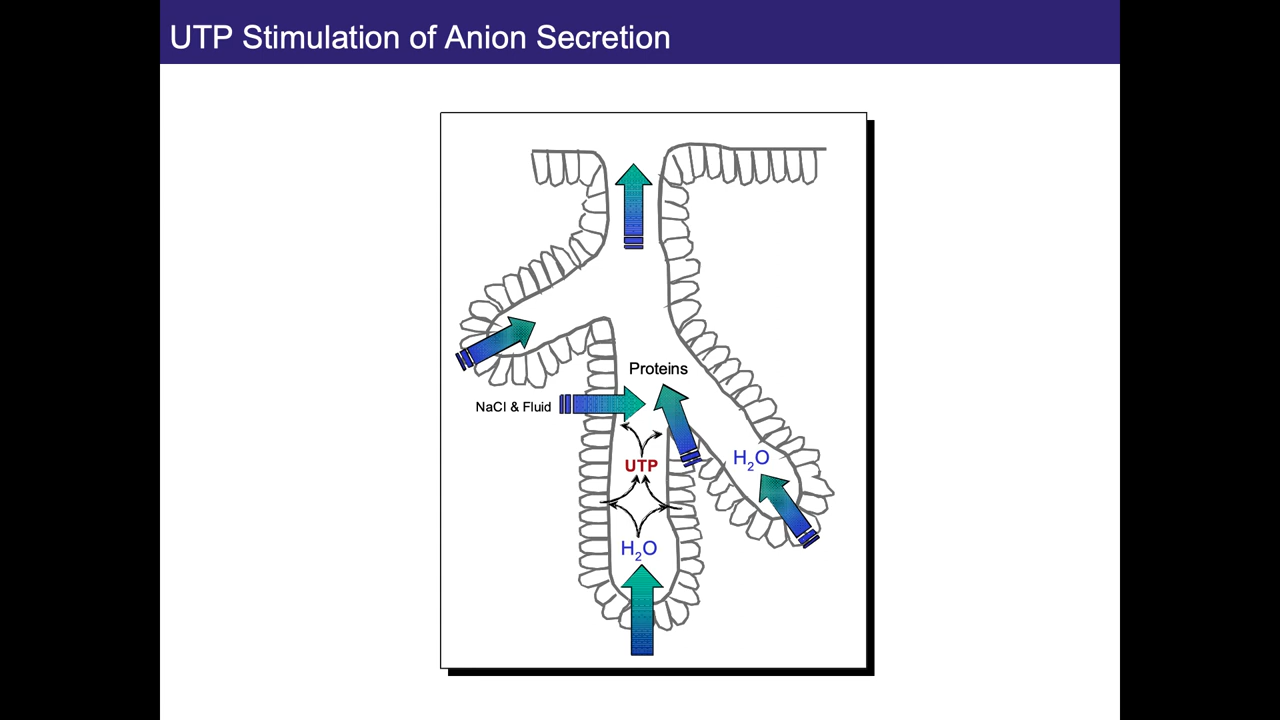 UTP Stimulation of Anion Secretion
Proteins
NaCl & Fluid
UTP
H₂O
H₂O